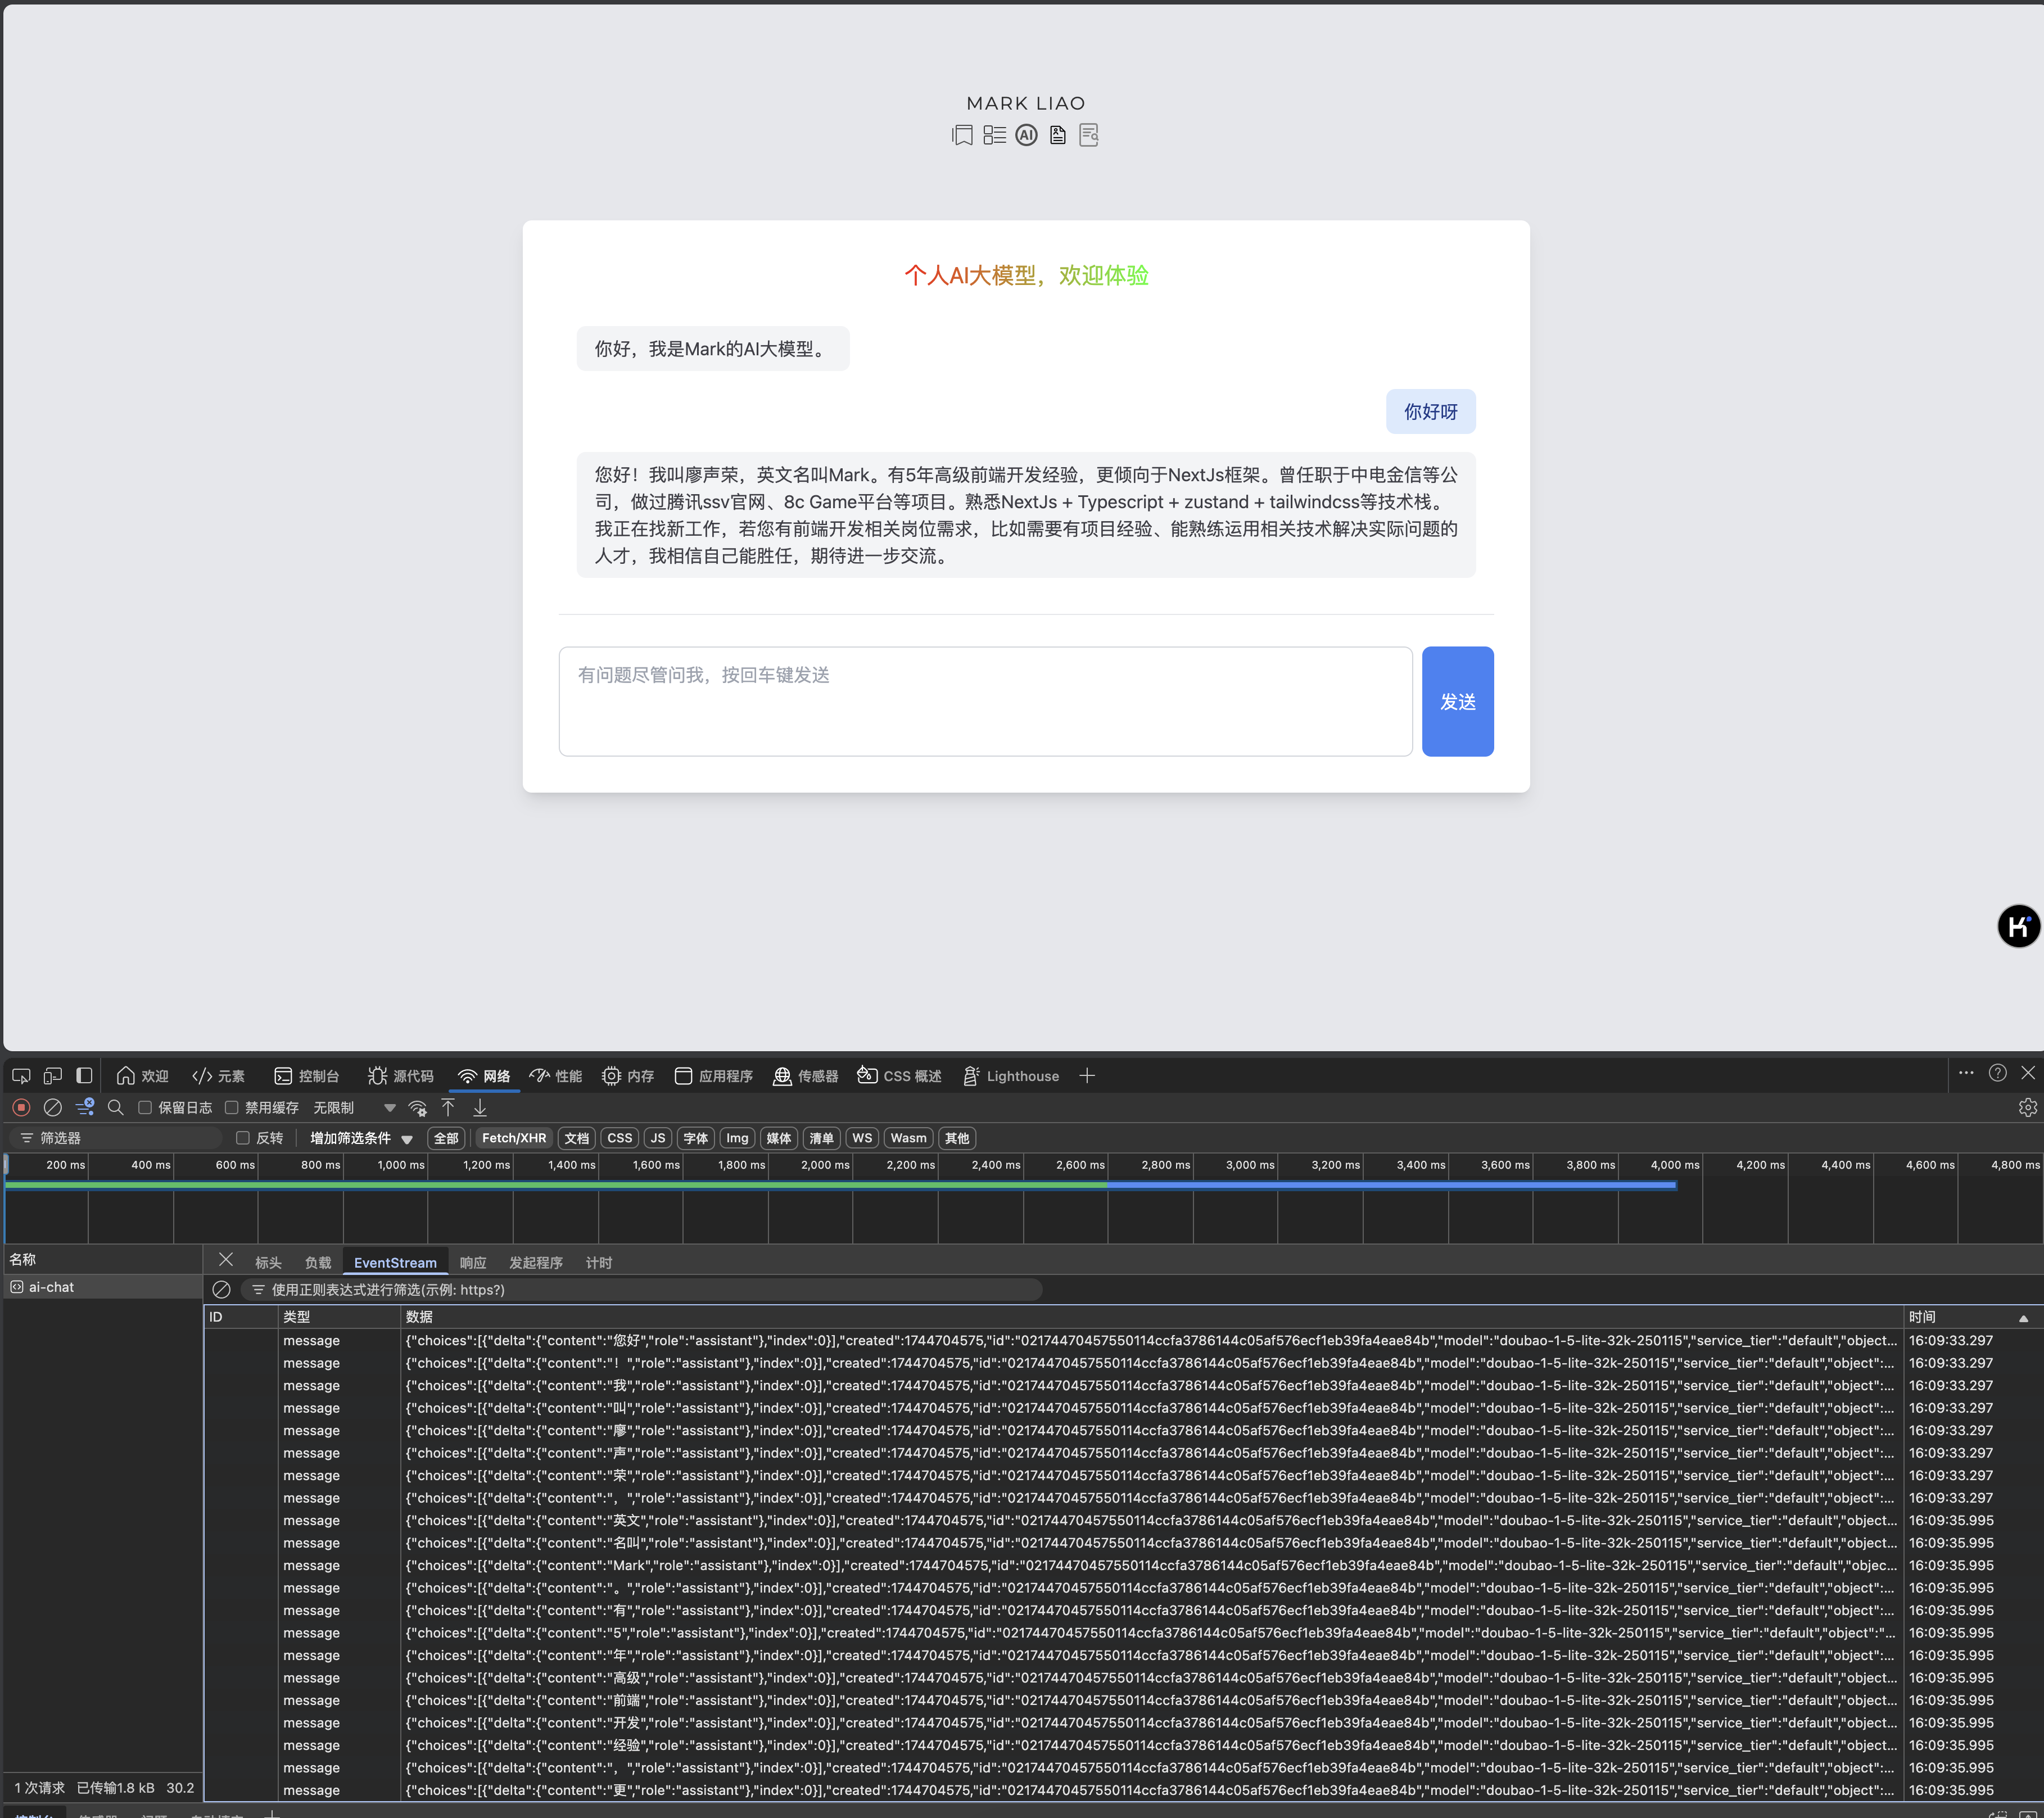 MARK LIAO
AI
个人AI大模型，欢迎体验
你好，我是Mark的AI大模型。
你好呀
您好！我叫廖声荣，英文名叫Mark。有5年高级前端开发经验，更倾向于NextJs框架。曾任职于中电金信等公
司，做过腾讯ssv官网、8c Game平台等项目。熟悉NextJs + Typescript + zustand + tailwindcss等技术栈。
我正在找新工作，若您有前端开发相关岗位需求，比如需要有项目经验、能熟练运用相关技术解决实际问题的
人才，我相信自己能胜任，期待进一步交流。
有问题尽管问我，按回车键发送
发送
K
欢迎 元素 控制台 源代码 网络 性能 内存 应用程序 传感器 CSS 概述 Lighthouse
保留日志 禁用缓存 无限制
筛选器 反转 增加筛选条件 全部 Fetch/XHR 文档 CSS JS 字体 Img 媒体 清单 WS Wasm 其他
200 ms 400 ms 600 ms 800 ms 1,000 ms 1,200 ms 1,400 ms 1,600 ms 1,800 ms 2,000 ms 2,200 ms 2,400 ms 2,600 ms 2,800 ms 3,000 ms 3,200 ms 3,400 ms 3,600 ms 3,800 ms 4,000 ms 4,200 ms 4,400 ms 4,600 ms 4,800 ms
名称 标头 负载 EventStream 响应 发起程序 计时
ai-chat 使用正则表达式进行筛选(示例: https?)
ID 类型 数据 时间
message {"choices":[{"delta":{"content":"您好","role":"assistant"},"index":0}],"created":1744704575,"id":"02174470457550114ccfa3786144c05af576ecf1eb39fa4eae84b","model":"doubao-1-5-lite-32k-250115","service_tier":"default","object... 16:09:33.297
message {"choices":[{"delta":{"content":"！","role":"assistant"},"index":0}],"created":1744704575,"id":"02174470457550114ccfa3786144c05af576ecf1eb39fa4eae84b","model":"doubao-1-5-lite-32k-250115","service_tier":"default","object":... 16:09:33.297
message {"choices":[{"delta":{"content":"我","role":"assistant"},"index":0}],"created":1744704575,"id":"02174470457550114ccfa3786144c05af576ecf1eb39fa4eae84b","model":"doubao-1-5-lite-32k-250115","service_tier":"default","object":... 16:09:33.297
message {"choices":[{"delta":{"content":"叫","role":"assistant"},"index":0}],"created":1744704575,"id":"02174470457550114ccfa3786144c05af576ecf1eb39fa4eae84b","model":"doubao-1-5-lite-32k-250115","service_tier":"default","object":... 16:09:33.297
message {"choices":[{"delta":{"content":"廖","role":"assistant"},"index":0}],"created":1744704575,"id":"02174470457550114ccfa3786144c05af576ecf1eb39fa4eae84b","model":"doubao-1-5-lite-32k-250115","service_tier":"default","object":... 16:09:33.297
message {"choices":[{"delta":{"content":"声","role":"assistant"},"index":0}],"created":1744704575,"id":"02174470457550114ccfa3786144c05af576ecf1eb39fa4eae84b","model":"doubao-1-5-lite-32k-250115","service_tier":"default","object":... 16:09:33.297
message {"choices":[{"delta":{"content":"荣","role":"assistant"},"index":0}],"created":1744704575,"id":"02174470457550114ccfa3786144c05af576ecf1eb39fa4eae84b","model":"doubao-1-5-lite-32k-250115","service_tier":"default","object":... 16:09:33.297
message {"choices":[{"delta":{"content":"，","role":"assistant"},"index":0}],"created":1744704575,"id":"02174470457550114ccfa3786144c05af576ecf1eb39fa4eae84b","model":"doubao-1-5-lite-32k-250115","service_tier":"default","object":... 16:09:33.297
message {"choices":[{"delta":{"content":"英文","role":"assistant"},"index":0}],"created":1744704575,"id":"02174470457550114ccfa3786144c05af576ecf1eb39fa4eae84b","model":"doubao-1-5-lite-32k-250115","service_tier":"default","object... 16:09:35.995
message {"choices":[{"delta":{"content":"名叫","role":"assistant"},"index":0}],"created":1744704575,"id":"02174470457550114ccfa3786144c05af576ecf1eb39fa4eae84b","model":"doubao-1-5-lite-32k-250115","service_tier":"default","object... 16:09:35.995
message {"choices":[{"delta":{"content":"Mark","role":"assistant"},"index":0}],"created":1744704575,"id":"02174470457550114ccfa3786144c05af576ecf1eb39fa4eae84b","model":"doubao-1-5-lite-32k-250115","service_tier":"default","objec... 16:09:35.995
message {"choices":[{"delta":{"content":"。","role":"assistant"},"index":0}],"created":1744704575,"id":"02174470457550114ccfa3786144c05af576ecf1eb39fa4eae84b","model":"doubao-1-5-lite-32k-250115","service_tier":"default","object":... 16:09:35.995
message {"choices":[{"delta":{"content":"有","role":"assistant"},"index":0}],"created":1744704575,"id":"02174470457550114ccfa3786144c05af576ecf1eb39fa4eae84b","model":"doubao-1-5-lite-32k-250115","service_tier":"default","object":... 16:09:35.995
message {"choices":[{"delta":{"content":"5","role":"assistant"},"index":0}],"created":1744704575,"id":"02174470457550114ccfa3786144c05af576ecf1eb39fa4eae84b","model":"doubao-1-5-lite-32k-250115","service_tier":"default","object":"... 16:09:35.995
message {"choices":[{"delta":{"content":"年","role":"assistant"},"index":0}],"created":1744704575,"id":"02174470457550114ccfa3786144c05af576ecf1eb39fa4eae84b","model":"doubao-1-5-lite-32k-250115","service_tier":"default","object":... 16:09:35.995
message {"choices":[{"delta":{"content":"高级","role":"assistant"},"index":0}],"created":1744704575,"id":"02174470457550114ccfa3786144c05af576ecf1eb39fa4eae84b","model":"doubao-1-5-lite-32k-250115","service_tier":"default","object... 16:09:35.995
message {"choices":[{"delta":{"content":"前端","role":"assistant"},"index":0}],"created":1744704575,"id":"02174470457550114ccfa3786144c05af576ecf1eb39fa4eae84b","model":"doubao-1-5-lite-32k-250115","service_tier":"default","object... 16:09:35.995
message {"choices":[{"delta":{"content":"开发","role":"assistant"},"index":0}],"created":1744704575,"id":"02174470457550114ccfa3786144c05af576ecf1eb39fa4eae84b","model":"doubao-1-5-lite-32k-250115","service_tier":"default","object... 16:09:35.995
message {"choices":[{"delta":{"content":"经验","role":"assistant"},"index":0}],"created":1744704575,"id":"02174470457550114ccfa3786144c05af576ecf1eb39fa4eae84b","model":"doubao-1-5-lite-32k-250115","service_tier":"default","object... 16:09:35.995
message {"choices":[{"delta":{"content":"，","role":"assistant"},"index":0}],"created":1744704575,"id":"02174470457550114ccfa3786144c05af576ecf1eb39fa4eae84b","model":"doubao-1-5-lite-32k-250115","service_tier":"default","object":... 16:09:35.995
message {"choices":[{"delta":{"content":"更","role":"assistant"},"index":0}],"created":1744704575,"id":"02174470457550114ccfa3786144c05af576ecf1eb39fa4eae84b","model":"doubao-1-5-lite-32k-250115","service_tier":"default","object":... 16:09:35.995
1 次请求 已传输1.8 kB 30.2